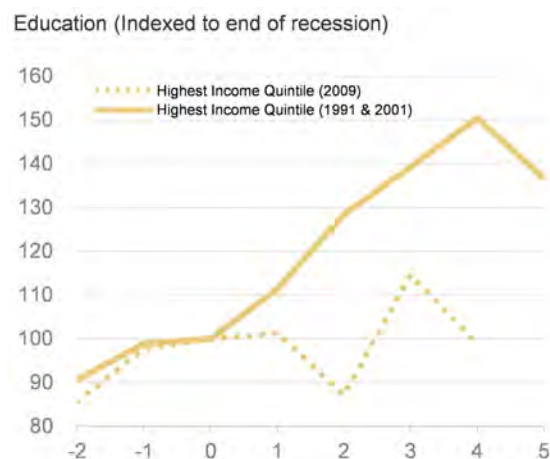 Education (Indexed to end of recession)
160
Highest Income Quintile (2009)
Highest Income Quintile (1991 & 2001)
150
140
130
120
110
100
90
80
-2 -1 0 1 2 3 4 5